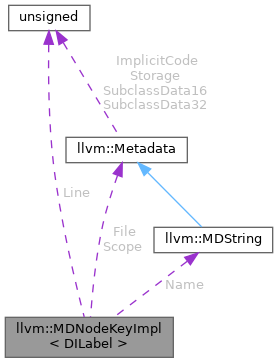 unsigned
ImplicitCode
Storage
SubclassData16
SubclassData32
llvm::Metadata
Line
File
Scope
llvm::MDString
Name
llvm::MDNodeKeyImpl
< DILabel >